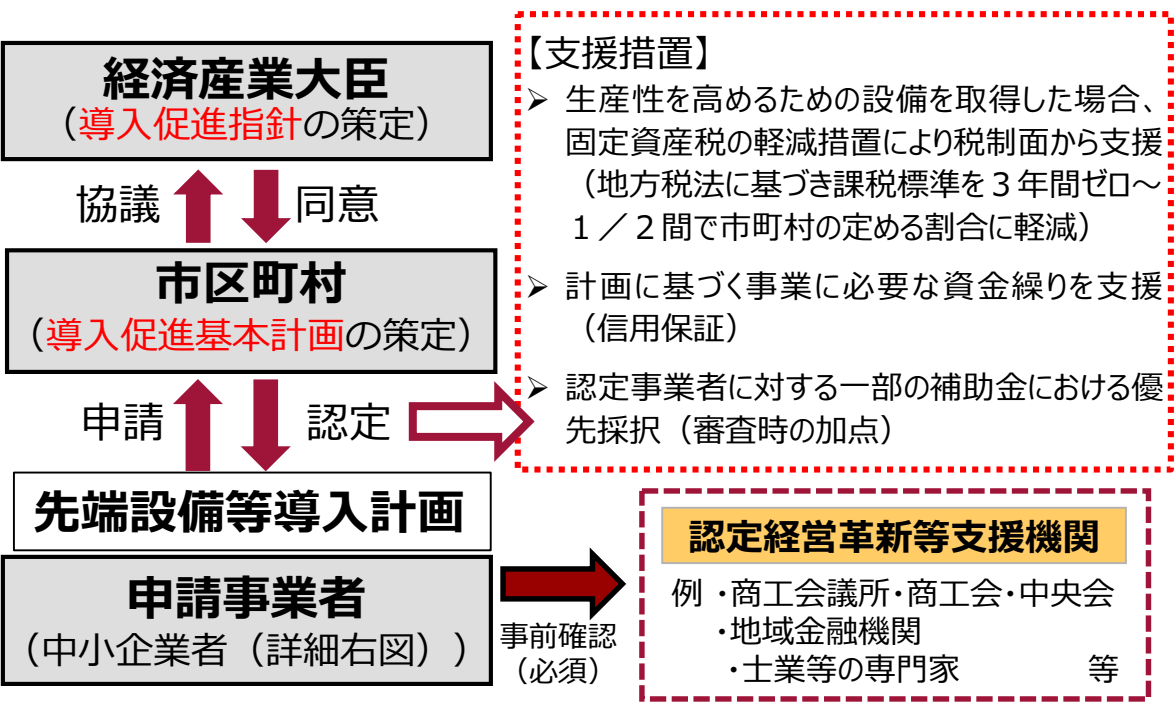 経済産業大臣
（導入促進指針の策定）
協議
同意
市区町村
（導入促進基本計画の策定）
申請
認定
先端設備等導入計画
申請事業者
（中小企業者（詳細右図））
【支援措置】
➢ 生産性を高めるための設備を取得した場合、
固定資産税の軽減措置により税制面から支援
（地方税法に基づき課税標準を３年間ゼロ～
１／２間で市町村の定める割合に軽減）
➢ 計画に基づく事業に必要な資金繰りを支援
（信用保証）
➢ 認定事業者に対する一部の補助金における優
先採択（審査時の加点）
事前確認
（必須）
認定経営革新等支援機関
例 ・商工会議所・商工会・中央会
・地域金融機関
・士業等の専門家 等